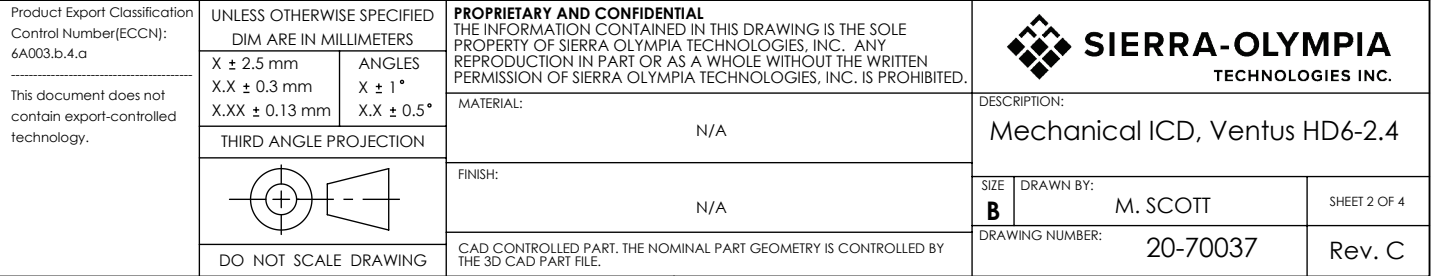 Product Export Classification
Control Number(ECCN):
6A003.b.4.a
----------------------------------------
This document does not
contain export-controlled
technology.
UNLESS OTHERWISE SPECIFIED
DIM ARE IN MILLIMETERS
X ± 2.5 mm
X.X ± 0.3 mm
X.XX ± 0.13 mm
ANGLES
X ± 1°
X.X ± 0.5°
THIRD ANGLE PROJECTION
DO NOT SCALE DRAWING
PROPRIETARY AND CONFIDENTIAL
THE INFORMATION CONTAINED IN THIS DRAWING IS THE SOLE
PROPERTY OF SIERRA OLYMPIA TECHNOLOGIES, INC. ANY
REPRODUCTION IN PART OR AS A WHOLE WITHOUT THE WRITTEN
PERMISSION OF SIERRA OLYMPIA TECHNOLOGIES, INC. IS PROHIBITED.
MATERIAL:
N/A
FINISH:
N/A
CAD CONTROLLED PART. THE NOMINAL PART GEOMETRY IS CONTROLLED BY
THE 3D CAD PART FILE.
SIERRA-OLYMPIA
TECHNOLOGIES INC.
DESCRIPTION:
Mechanical ICD, Ventus HD6-2.4
SIZE
B
DRAWN BY:
M. SCOTT
SHEET 2 OF 4
DRAWING NUMBER:
20-70037
Rev. C